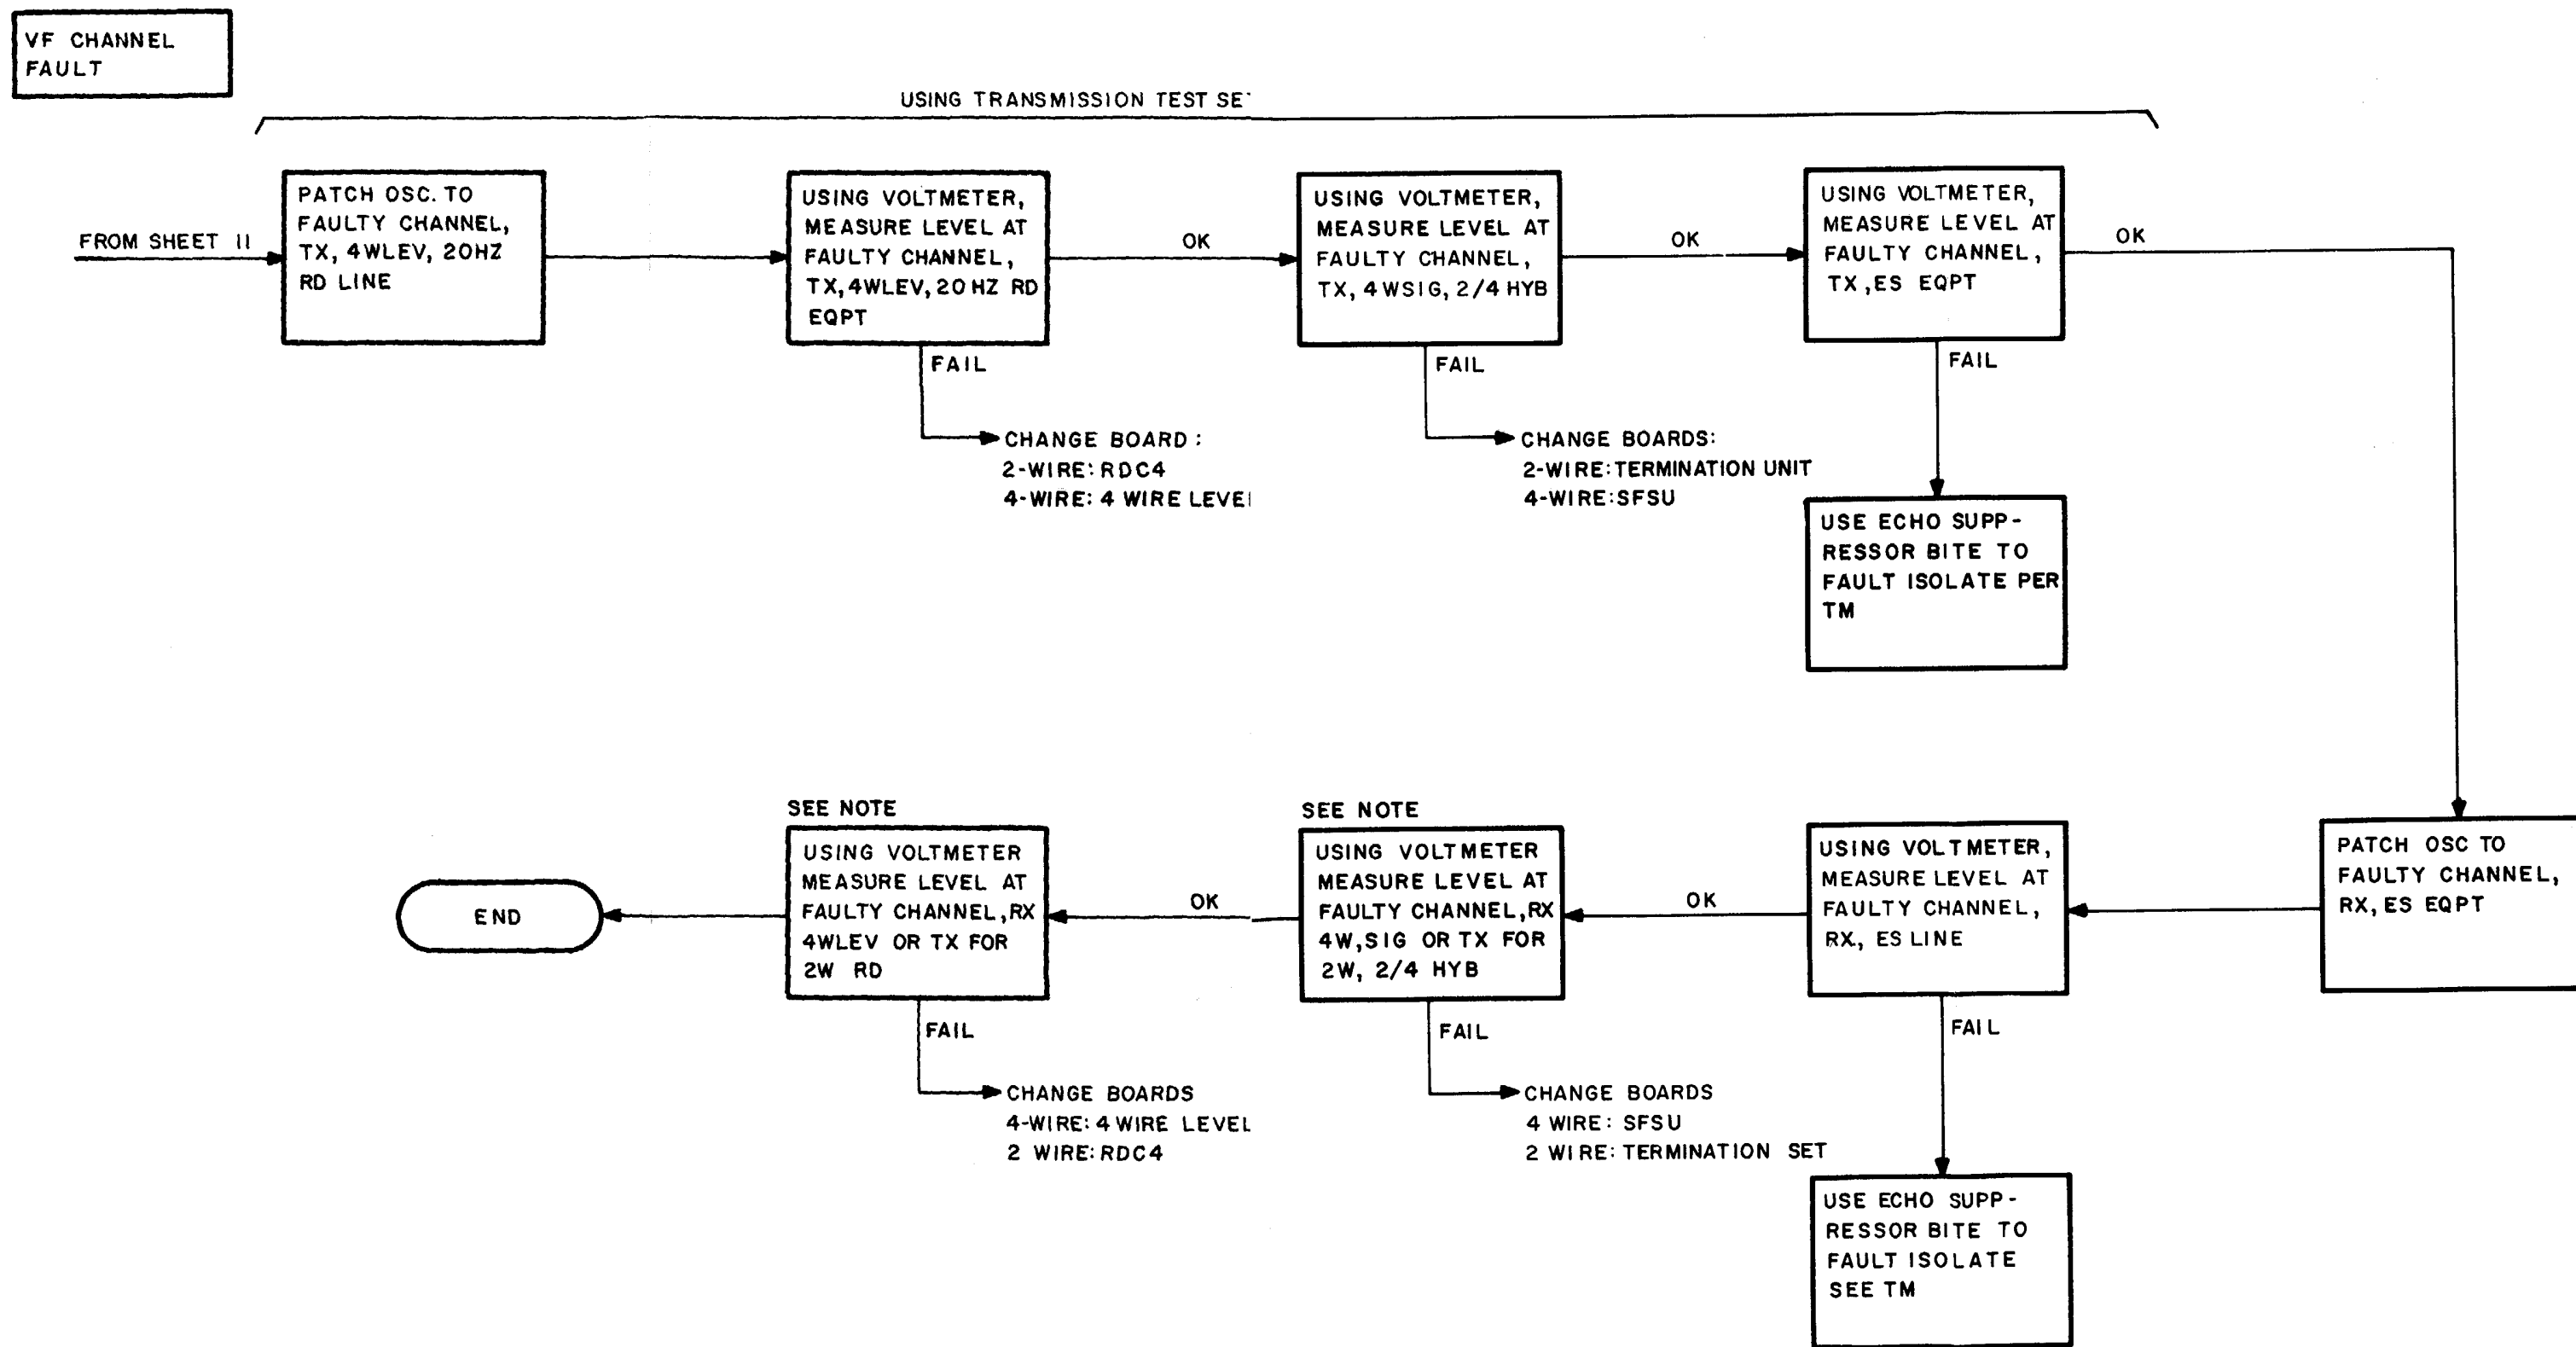 VF CHANNEL
FAULT
USING TRANSMISSION TEST SE
FROM SHEET 11
PATCH OSC. TO
FAULTY CHANNEL,
TX, 4WLEV, 20HZ
RD LINE
USING VOLTMETER,
MEASURE LEVEL AT
FAULTY CHANNEL,
TX, 4WLEV, 20 HZ RD
EQPT
OK
USING VOLTMETER,
MEASURE LEVEL AT
FAULTY CHANNEL,
TX, 4WSIG, 2/4 HYB
OK
USING VOLTMETER,
MEASURE LEVEL AT
FAULTY CHANNEL,
TX, ES EQPT
OK
FAIL
CHANGE BOARD:
2-WIRE: RDC4
4-WIRE: 4 WIRE LEVEL
FAIL
CHANGE BOARDS:
2-WIRE: TERMINATION UNIT
4-WIRE: SFSU
FAIL
USE ECHO SUPP-
RESSOR BITE TO
FAULT ISOLATE PER
TM
PATCH OSC TO
FAULTY CHANNEL,
RX, ES EQPT
USING VOLTMETER,
MEASURE LEVEL AT
FAULTY CHANNEL,
RX, ES LINE
OK
SEE NOTE
USING VOLTMETER
MEASURE LEVEL AT
FAULTY CHANNEL, RX
4W, SIG OR TX FOR
2W, 2/4 HYB
OK
SEE NOTE
USING VOLTMETER
MEASURE LEVEL AT
FAULTY CHANNEL, RX
4WLEV OR TX FOR
2W RD
END
FAIL
CHANGE BOARDS
4-WIRE: 4 WIRE LEVEL
2 WIRE: RDC4
FAIL
CHANGE BOARDS
4 WIRE: SFSU
2 WIRE: TERMINATION SET
FAIL
USE ECHO SUPP-
RESSOR BITE TO
FAULT ISOLATE
SEE TM